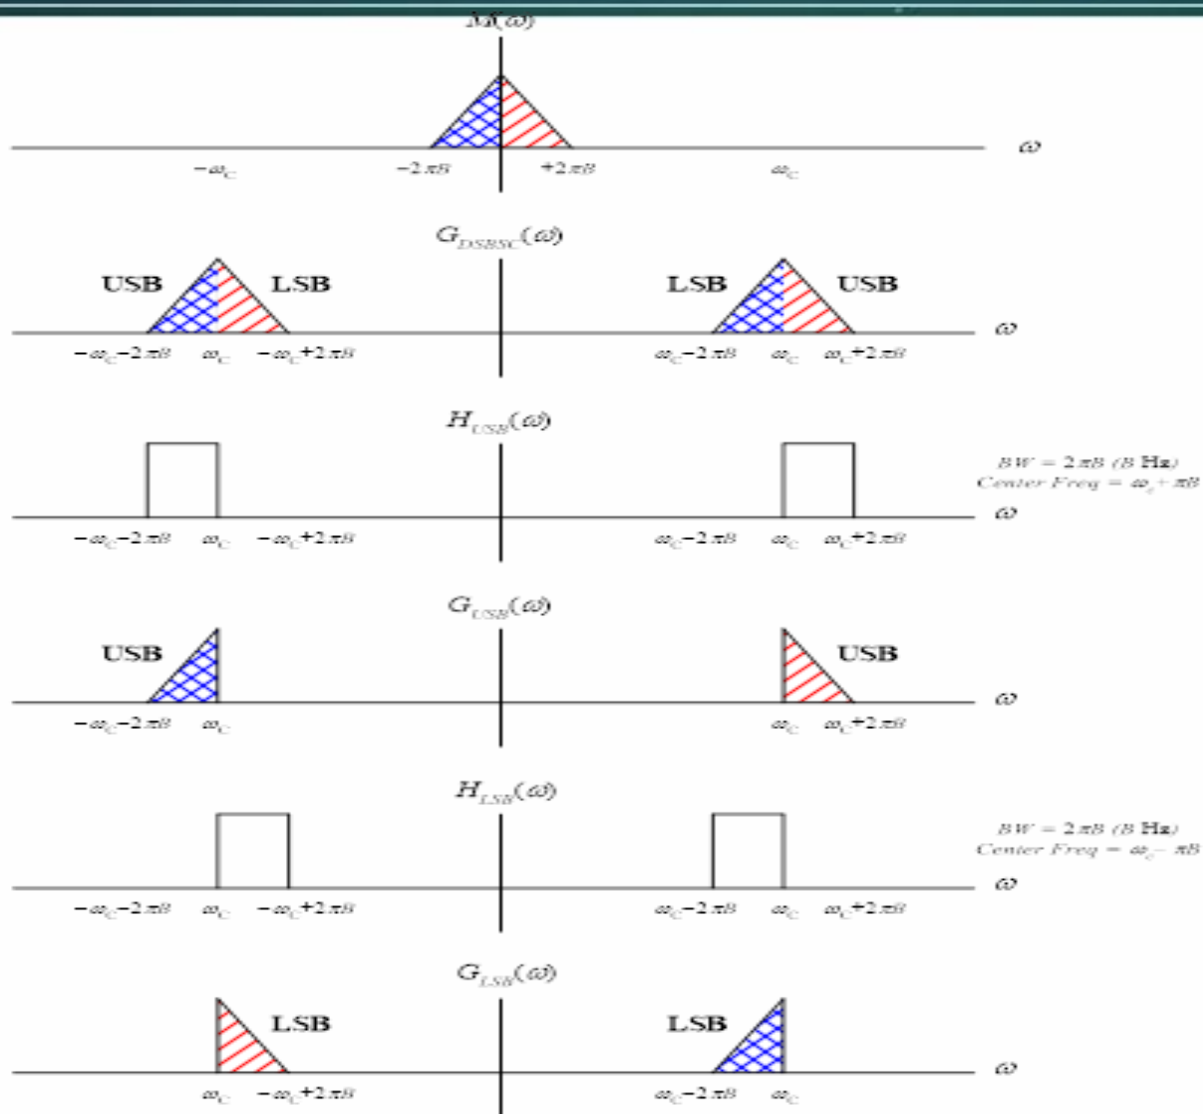 M(ω)
ω
−ω_C −2πB +2πB ω_C
G_DSBSC(ω)
USB LSB LSB USB
ω
−ω_C−2πB ω_C −ω_C+2πB ω_C−2πB ω_C ω_C+2πB
H_USB(ω)
BW = 2πB (B Hz)
Center Freq = ω_c+πB
ω
−ω_C−2πB ω_C −ω_C+2πB ω_C−2πB ω_C ω_C+2πB
G_USB(ω)
USB USB
ω
−ω_C−2πB ω_C ω_C ω_C+2πB
H_LSB(ω)
BW = 2πB (B Hz)
Center Freq = ω_c−πB
ω
−ω_C−2πB ω_C −ω_C+2πB ω_C−2πB ω_C ω_C+2πB
G_LSB(ω)
LSB LSB
ω
ω_C −ω_C+2πB ω_C−2πB ω_C